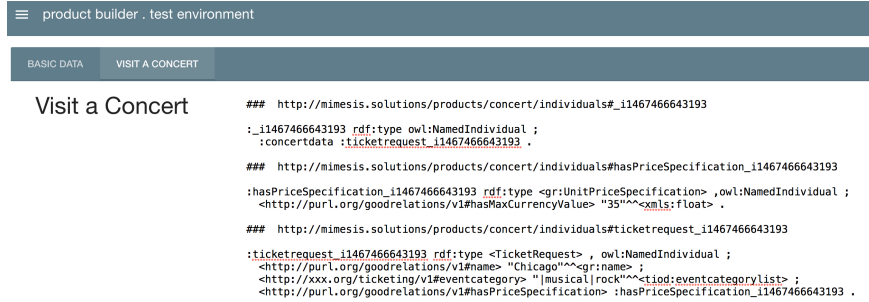 product builder . test environment
BASIC DATA VISIT A CONCERT
Visit a Concert
### http://mimesis.solutions/products/concert/individuals#_i1467466643193
:_i1467466643193 rdf:type owl:NamedIndividual ;
:concertdata :ticketrequest_i1467466643193 .
### http://mimesis.solutions/products/concert/individuals#hasPriceSpecification_i1467466643193
:hasPriceSpecification_i1467466643193 rdf:type <gr:UnitPriceSpecification> ,owl:NamedIndividual ;
<http://purl.org/goodrelations/v1#hasMaxCurrencyValue> "35"^^<xmls:float> .
### http://mimesis.solutions/products/concert/individuals#ticketrequest_i1467466643193
:ticketrequest_i1467466643193 rdf:type <TicketRequest> , owl:NamedIndividual ;
<http://purl.org/goodrelations/v1#name> "Chicago"^^<gr:name> ;
<http://xxx.org/ticketing/v1#eventcategory> "|musical|rock"^^<tiod:eventcategorylist> ;
<http://purl.org/goodrelations/v1#hasPriceSpecification> :hasPriceSpecification_i1467466643193 .